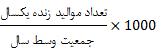 تعداد موالید زنده یکسال
× 1000
جمعیت وسط سال